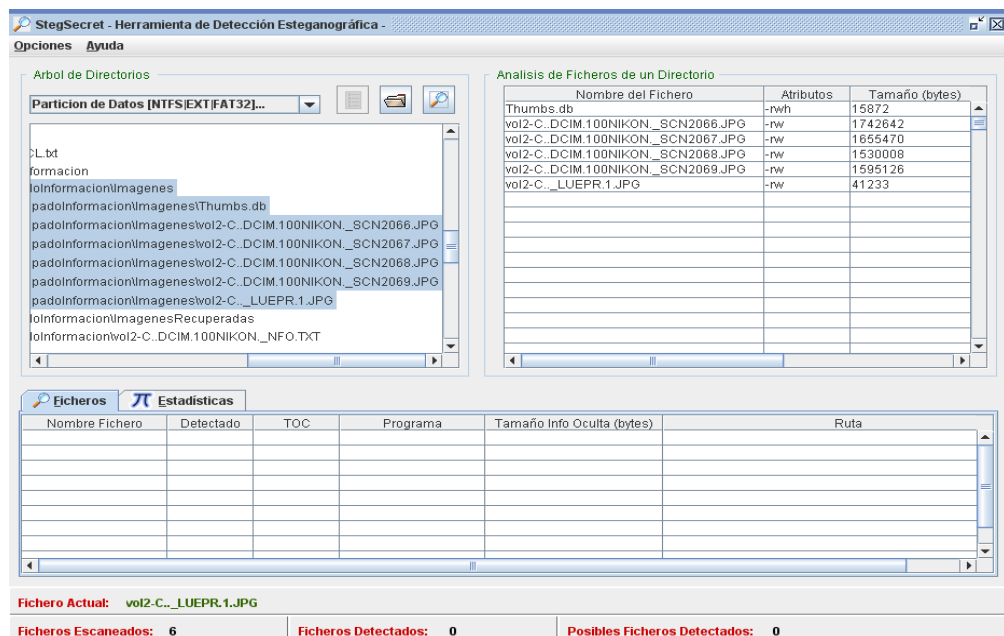 StegSecret - Herramienta de Detección Esteganográfica -
Opciones Ayuda
Arbol de Directorios
Particion de Datos [NTFS|EXT|FAT32]...
CL.txt
formacion
loInformacion\Imagenes
padoInformacion\Imagenes\Thumbs.db
padoInformacion\Imagenes\vol2-C..DCIM.100NIKON._SCN2066.JPG
padoInformacion\Imagenes\vol2-C..DCIM.100NIKON._SCN2067.JPG
padoInformacion\Imagenes\vol2-C..DCIM.100NIKON._SCN2068.JPG
padoInformacion\Imagenes\vol2-C..DCIM.100NIKON._SCN2069.JPG
padoInformacion\Imagenes\vol2-C.._LUEPR.1.JPG
loInformacion\ImagenesRecuperadas
loInformacion\vol2-C..DCIM.100NIKON._NFO.TXT
Analisis de Ficheros de un Directorio
Nombre del Fichero Atributos Tamaño (bytes)
Thumbs.db -rwh 15872
vol2-C..DCIM.100NIKON._SCN2066.JPG -rw 1742642
vol2-C..DCIM.100NIKON._SCN2067.JPG -rw 1655470
vol2-C..DCIM.100NIKON._SCN2068.JPG -rw 1530008
vol2-C..DCIM.100NIKON._SCN2069.JPG -rw 1595126
vol2-C.._LUEPR.1.JPG -rw 41233
Ficheros π Estadísticas
Nombre Fichero Detectado TOC Programa Tamaño Info Oculta (bytes) Ruta
Fichero Actual: vol2-C.._LUEPR.1.JPG
Ficheros Escaneados: 6 Ficheros Detectados: 0 Posibles Ficheros Detectados: 0